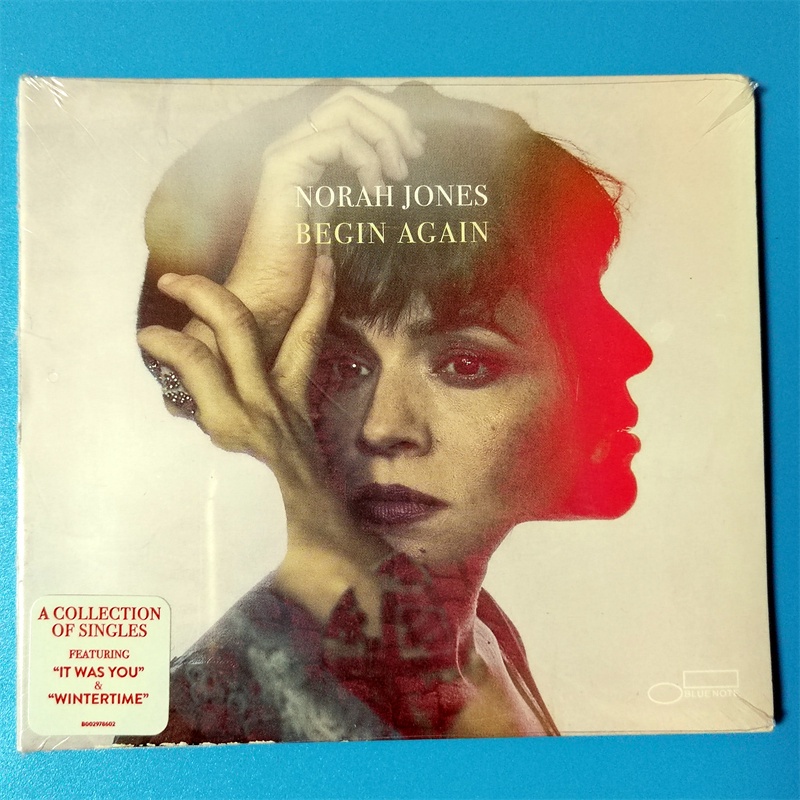 NORAH JONES
BEGIN AGAIN
A COLLECTION
OF SINGLES
FEATURING
“IT WAS YOU”
&
“WINTERTIME”
B002978602
BLUE NOTE